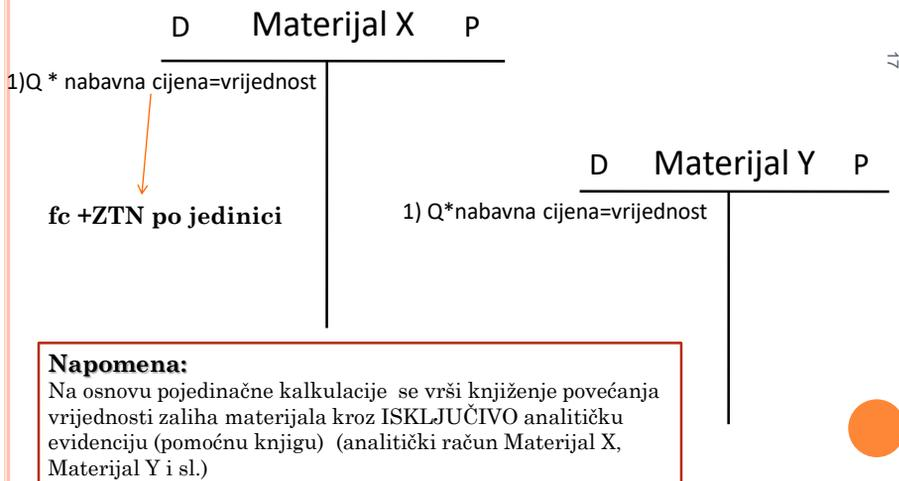 D Materijal X P
1)Q * nabavna cijena=vrijednost
fc +ZTN po jedinici
17
D Materijal Y P
1) Q*nabavna cijena=vrijednost
Napomena:
Na osnovu pojedinačne kalkulacije se vrši knjiženje povećanja
vrijednosti zaliha materijala kroz ISKLJUČIVO analitičku
evidenciju (pomoćnu knjigu) (analitički račun Materijal X,
Materijal Y i sl.)